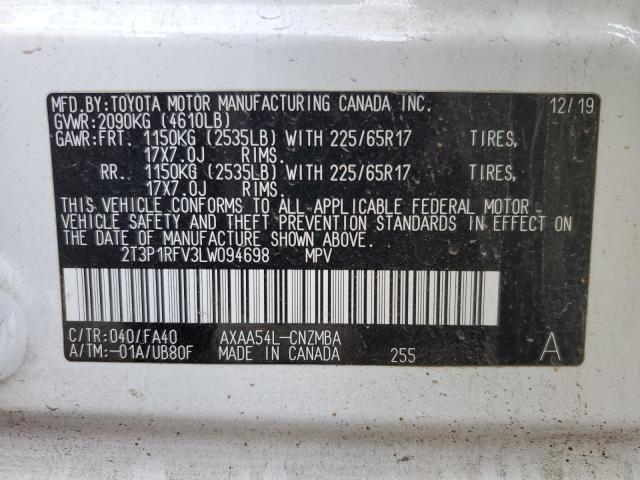 MFD.BY:TOYOTA MOTOR MANUFACTURING CANADA INC. 12/19
GVWR:2090KG (4610LB)
GAWR:FRT. 1150KG (2535LB) WITH 225/65R17 TIRES,
17X7.0J RIMS.
RR.. 1150KG (2535LB) WITH 225/65R17 TIRES,
17X7.0J RIMS.
THIS VEHICLE CONFORMS TO ALL-APPLICABLE FEDERAL MOTOR
VEHICLE SAFETY AND THEFT PREVENTION STANDARDS IN EFFECT ON
THE DATE OF MANUFACTURE SHOWN ABOVE.
2T3P1RFV3LW094698 MPV
C/TR:040/FA40 AXAA54L-CNZMBA
A/TM:-01A/UB80F MADE IN CANADA 255 A